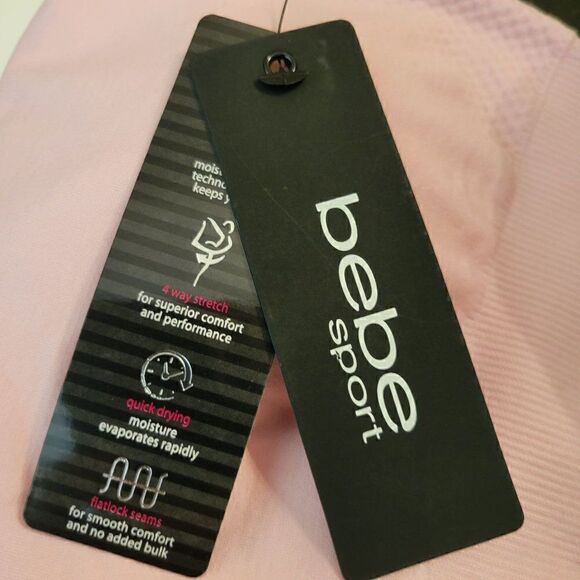 4 way stretch
for superior comfort
and performance
quick drying
moisture
evaporates rapidly
flatlock seams
for smooth comfort
and no added bulk
bebe
sport
keeps